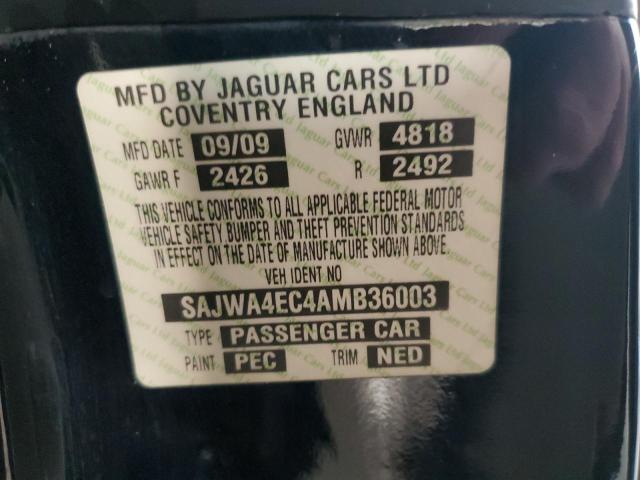 MFD BY JAGUAR CARS LTD
COVENTRY ENGLAND
MFD DATE 09/09 GVWR 4818
GAWR F 2426 R 2492
THIS VEHICLE CONFORMS TO ALL APPLICABLE FEDERAL MOTOR
VEHICLE SAFETY BUMPER AND THEFT PREVENTION STANDARDS
IN EFFECT ON THE DATE OF MANUFACTURE SHOWN ABOVE.
VEH IDENT NO
SAJWA4EC4AMB36003
TYPE PASSENGER CAR
PAINT PEC TRIM NED